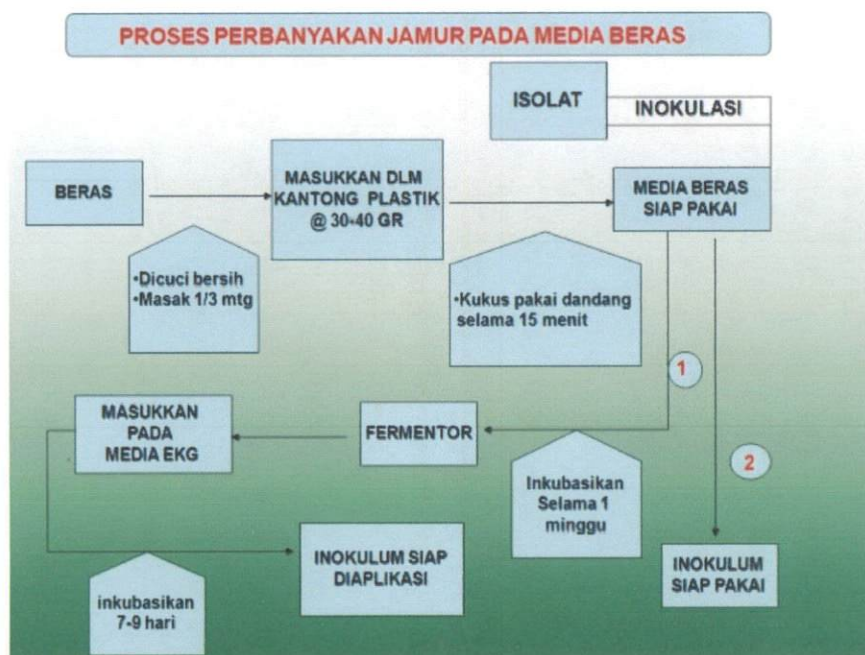 PROSES PERBANYAKAN JAMUR PADA MEDIA BERAS
ISOLAT
INOKULASI
BERAS
MASUKKAN DLM
KANTONG PLASTIK
@ 30-40 GR
MEDIA BERAS
SIAP PAKAI
•Dicuci bersih
•Masak 1/3 mtg
•Kukus pakai dandang
selama 15 menit
1
MASUKKAN
PADA
MEDIA EKG
FERMENTOR
2
Inkubasikan
Selama 1
minggu
INOKULUM SIAP
DIAPLIKASI
INOKULUM
SIAP PAKAI
inkubasikan
7-9 hari